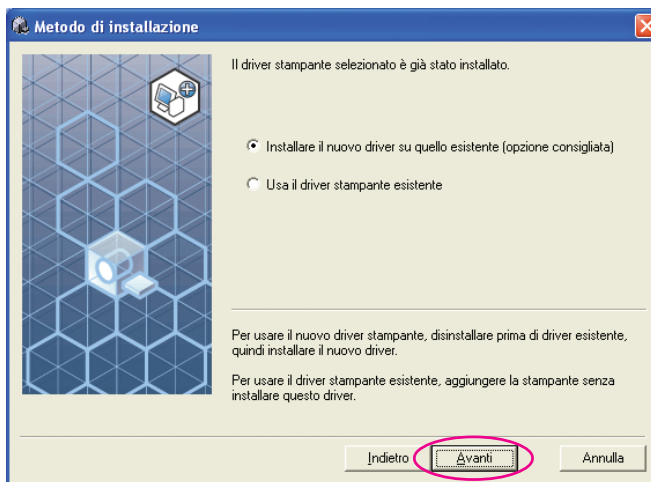 Metodo di installazione
Il driver stampante selezionato è già stato installato.
Installare il nuovo driver su quello esistente (opzione consigliata)
Usa il driver stampante esistente
Per usare il nuovo driver stampante, disinstallare prima di driver esistente,
quindi installare il nuovo driver.
Per usare il driver stampante esistente, aggiungere la stampante senza
installare questo driver.
Indietro
Avanti
Annulla